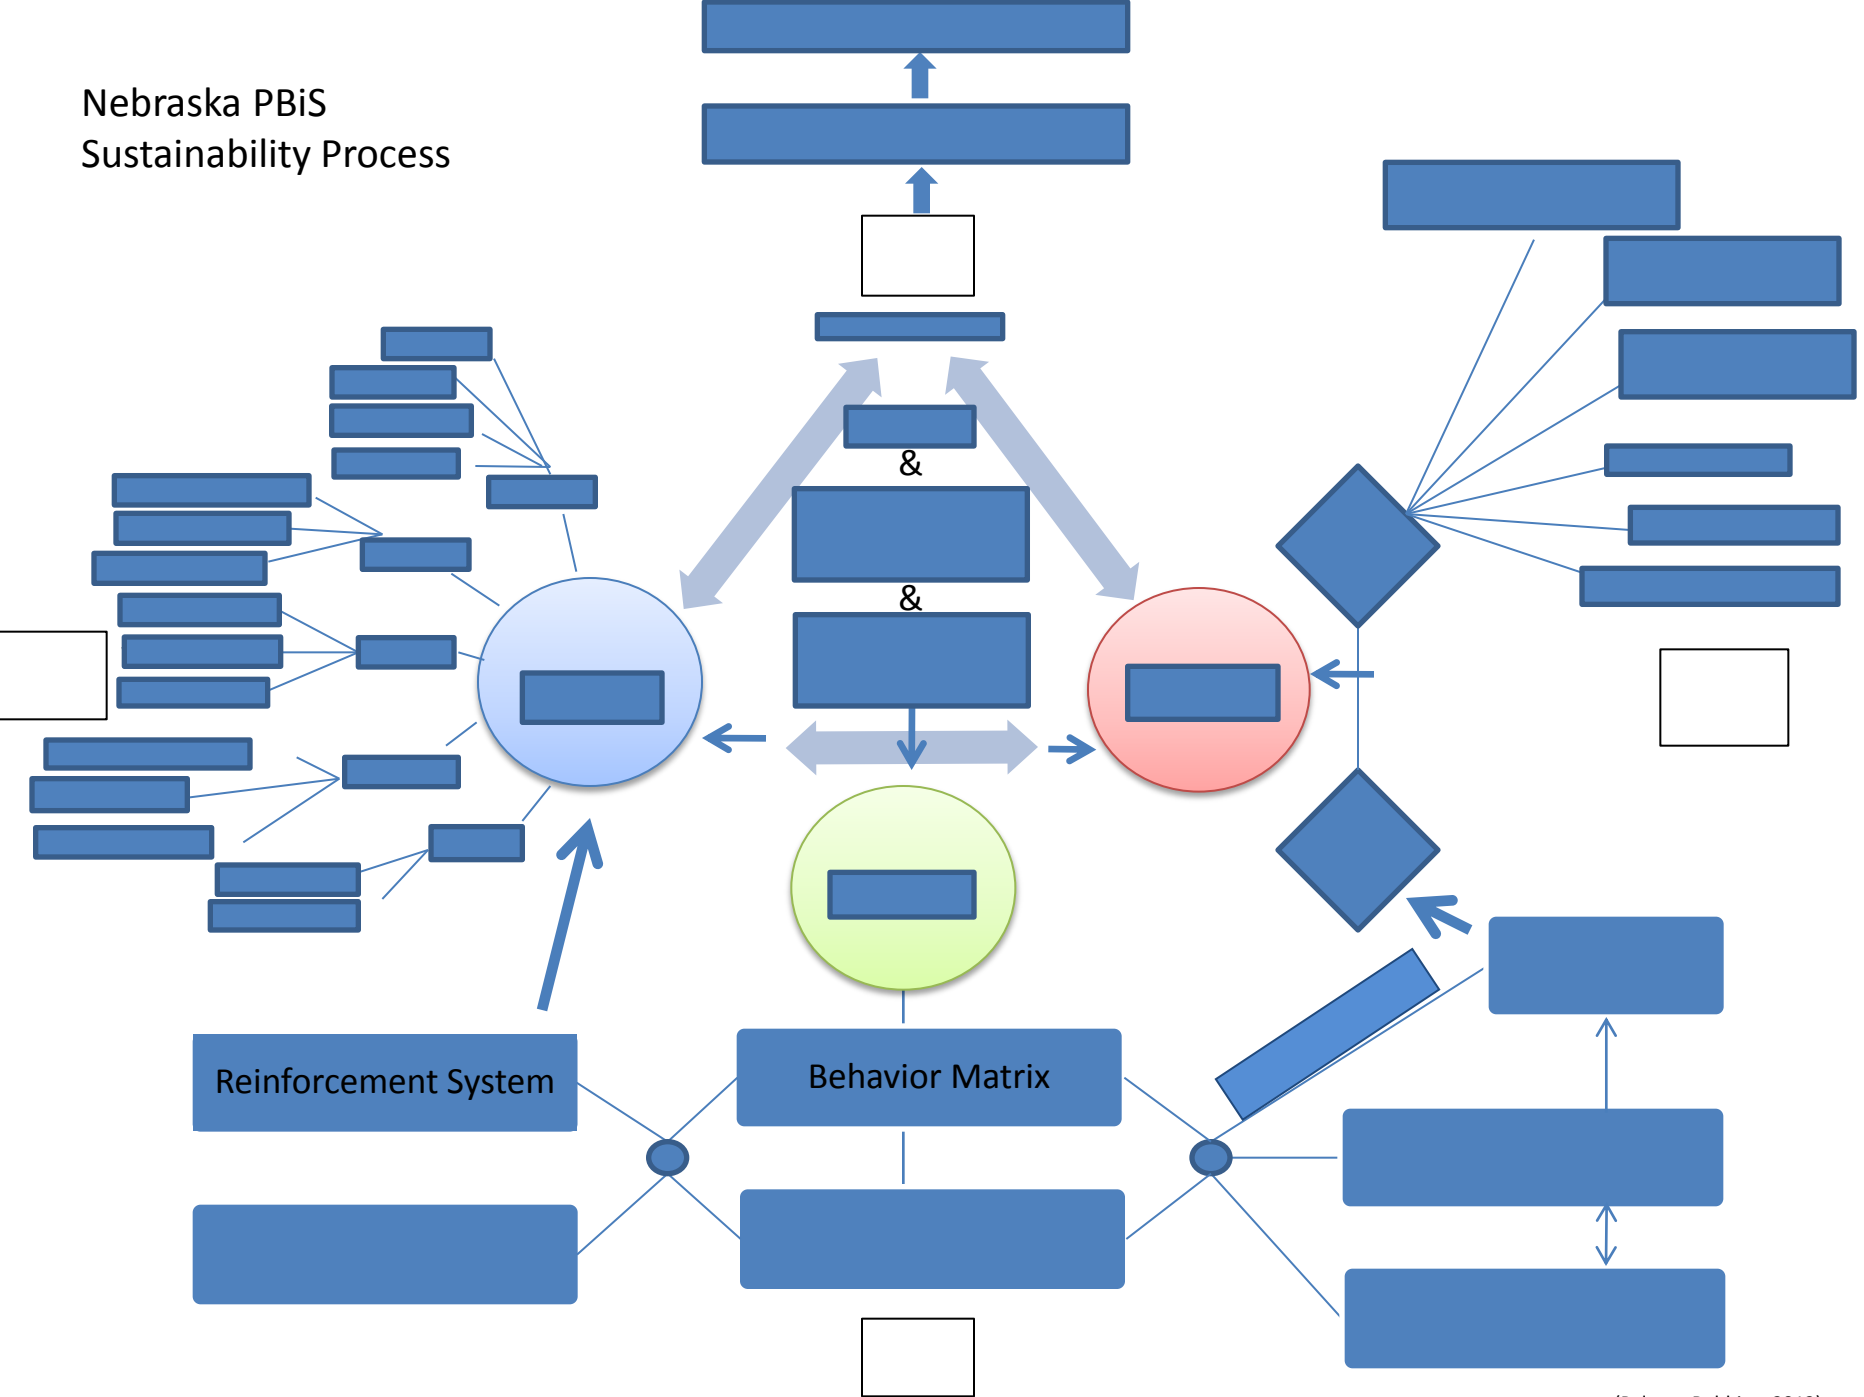 Nebraska PBiS
Sustainability Process
&
&
Reinforcement System
Behavior Matrix